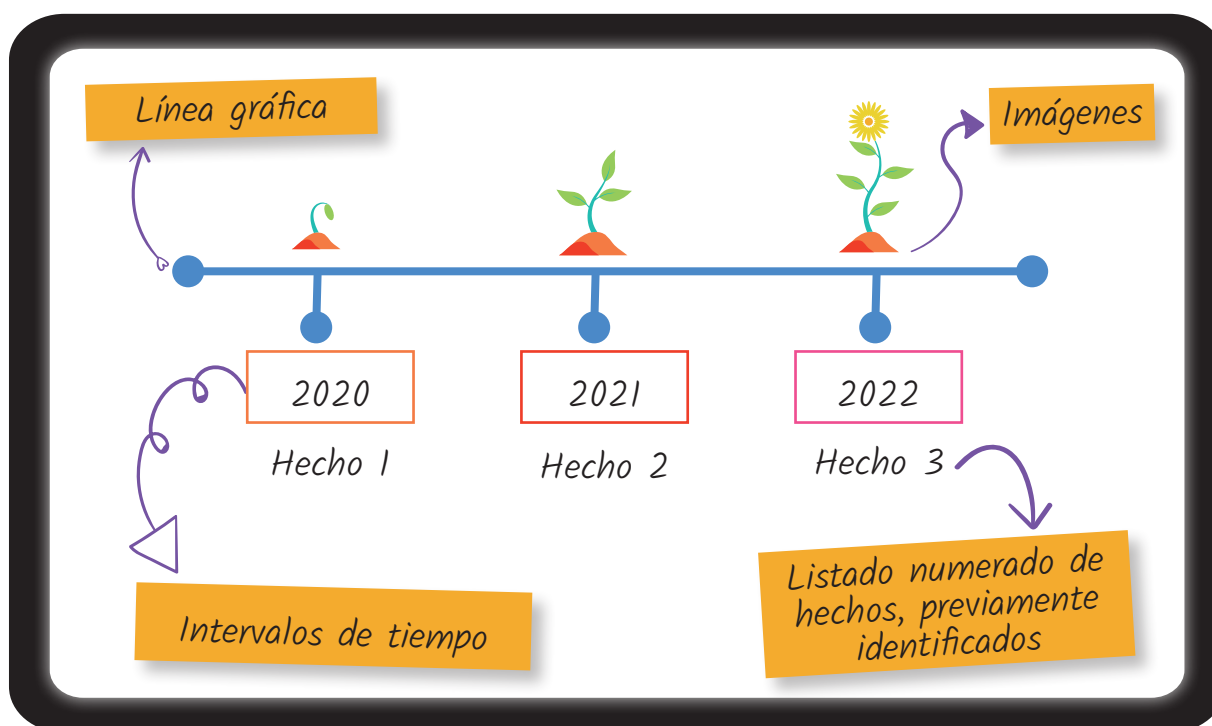 Línea gráfica
Imágenes
2020
2021
2022
Hecho 1
Hecho 2
Hecho 3
Intervalos de tiempo
Listado numerado de
hechos, previamente
identificados